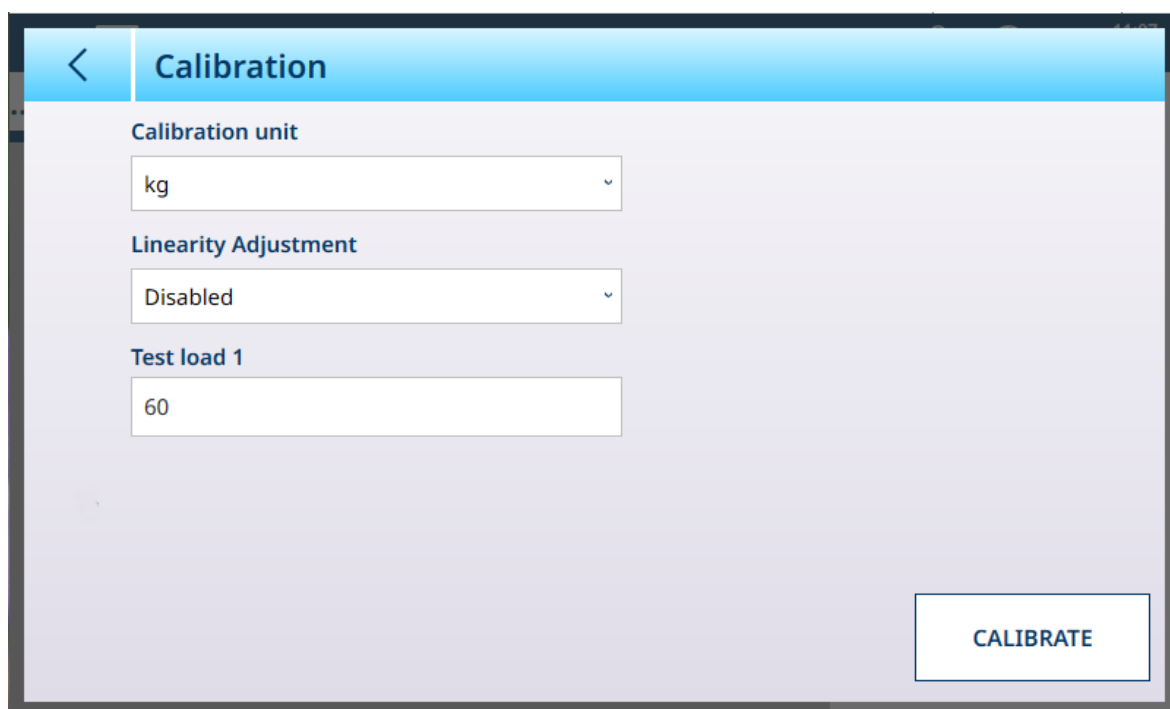 Calibration
Calibration unit
kg
Linearity Adjustment
Disabled
Test load 1
60
CALIBRATE